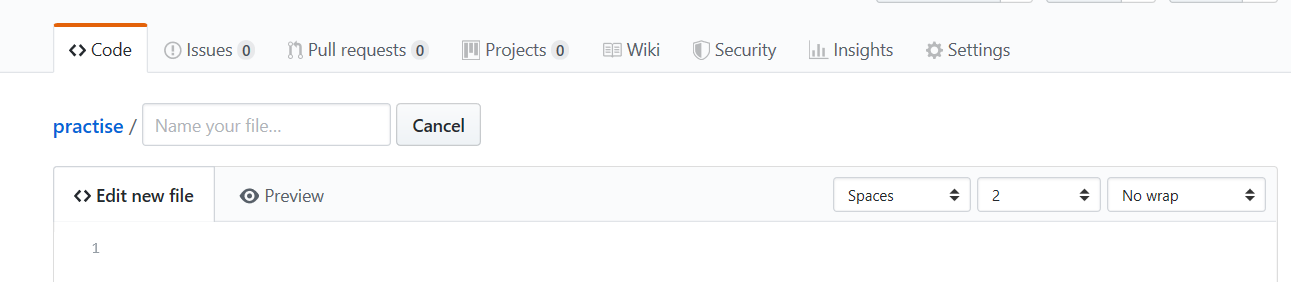 <> Code Issues 0 Pull requests 0 Projects 0 Wiki Security Insights Settings
practise / Name your file... Cancel
<> Edit new file Preview Spaces 2 No wrap
1